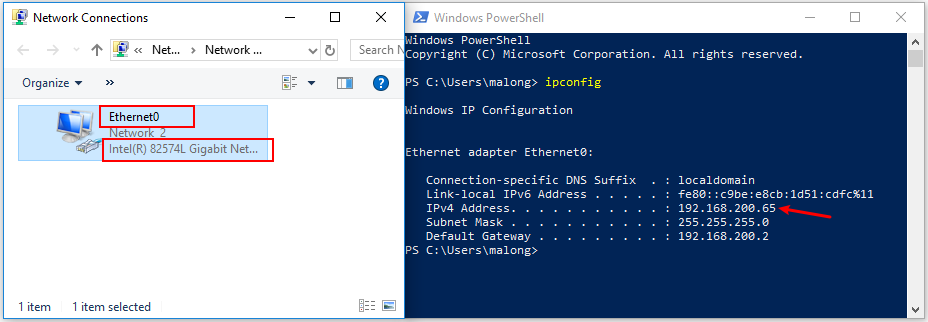 Network Connections
« Net... › Network ... Search N
Organize »
Ethernet0
Network 2
Intel(R) 82574L Gigabit Net...
1 item 1 item selected
Windows PowerShell
Windows PowerShell
Copyright (C) Microsoft Corporation. All rights reserved.
PS C:\Users\malong> ipconfig
Windows IP Configuration
Ethernet adapter Ethernet0:
Connection-specific DNS Suffix . : localdomain
Link-local IPv6 Address . . . . . : fe80::c9be:e8cb:1d51:cdfc%11
IPv4 Address. . . . . . . . . . . : 192.168.200.65
Subnet Mask . . . . . . . . . . . : 255.255.255.0
Default Gateway . . . . . . . . . : 192.168.200.2
PS C:\Users\malong>